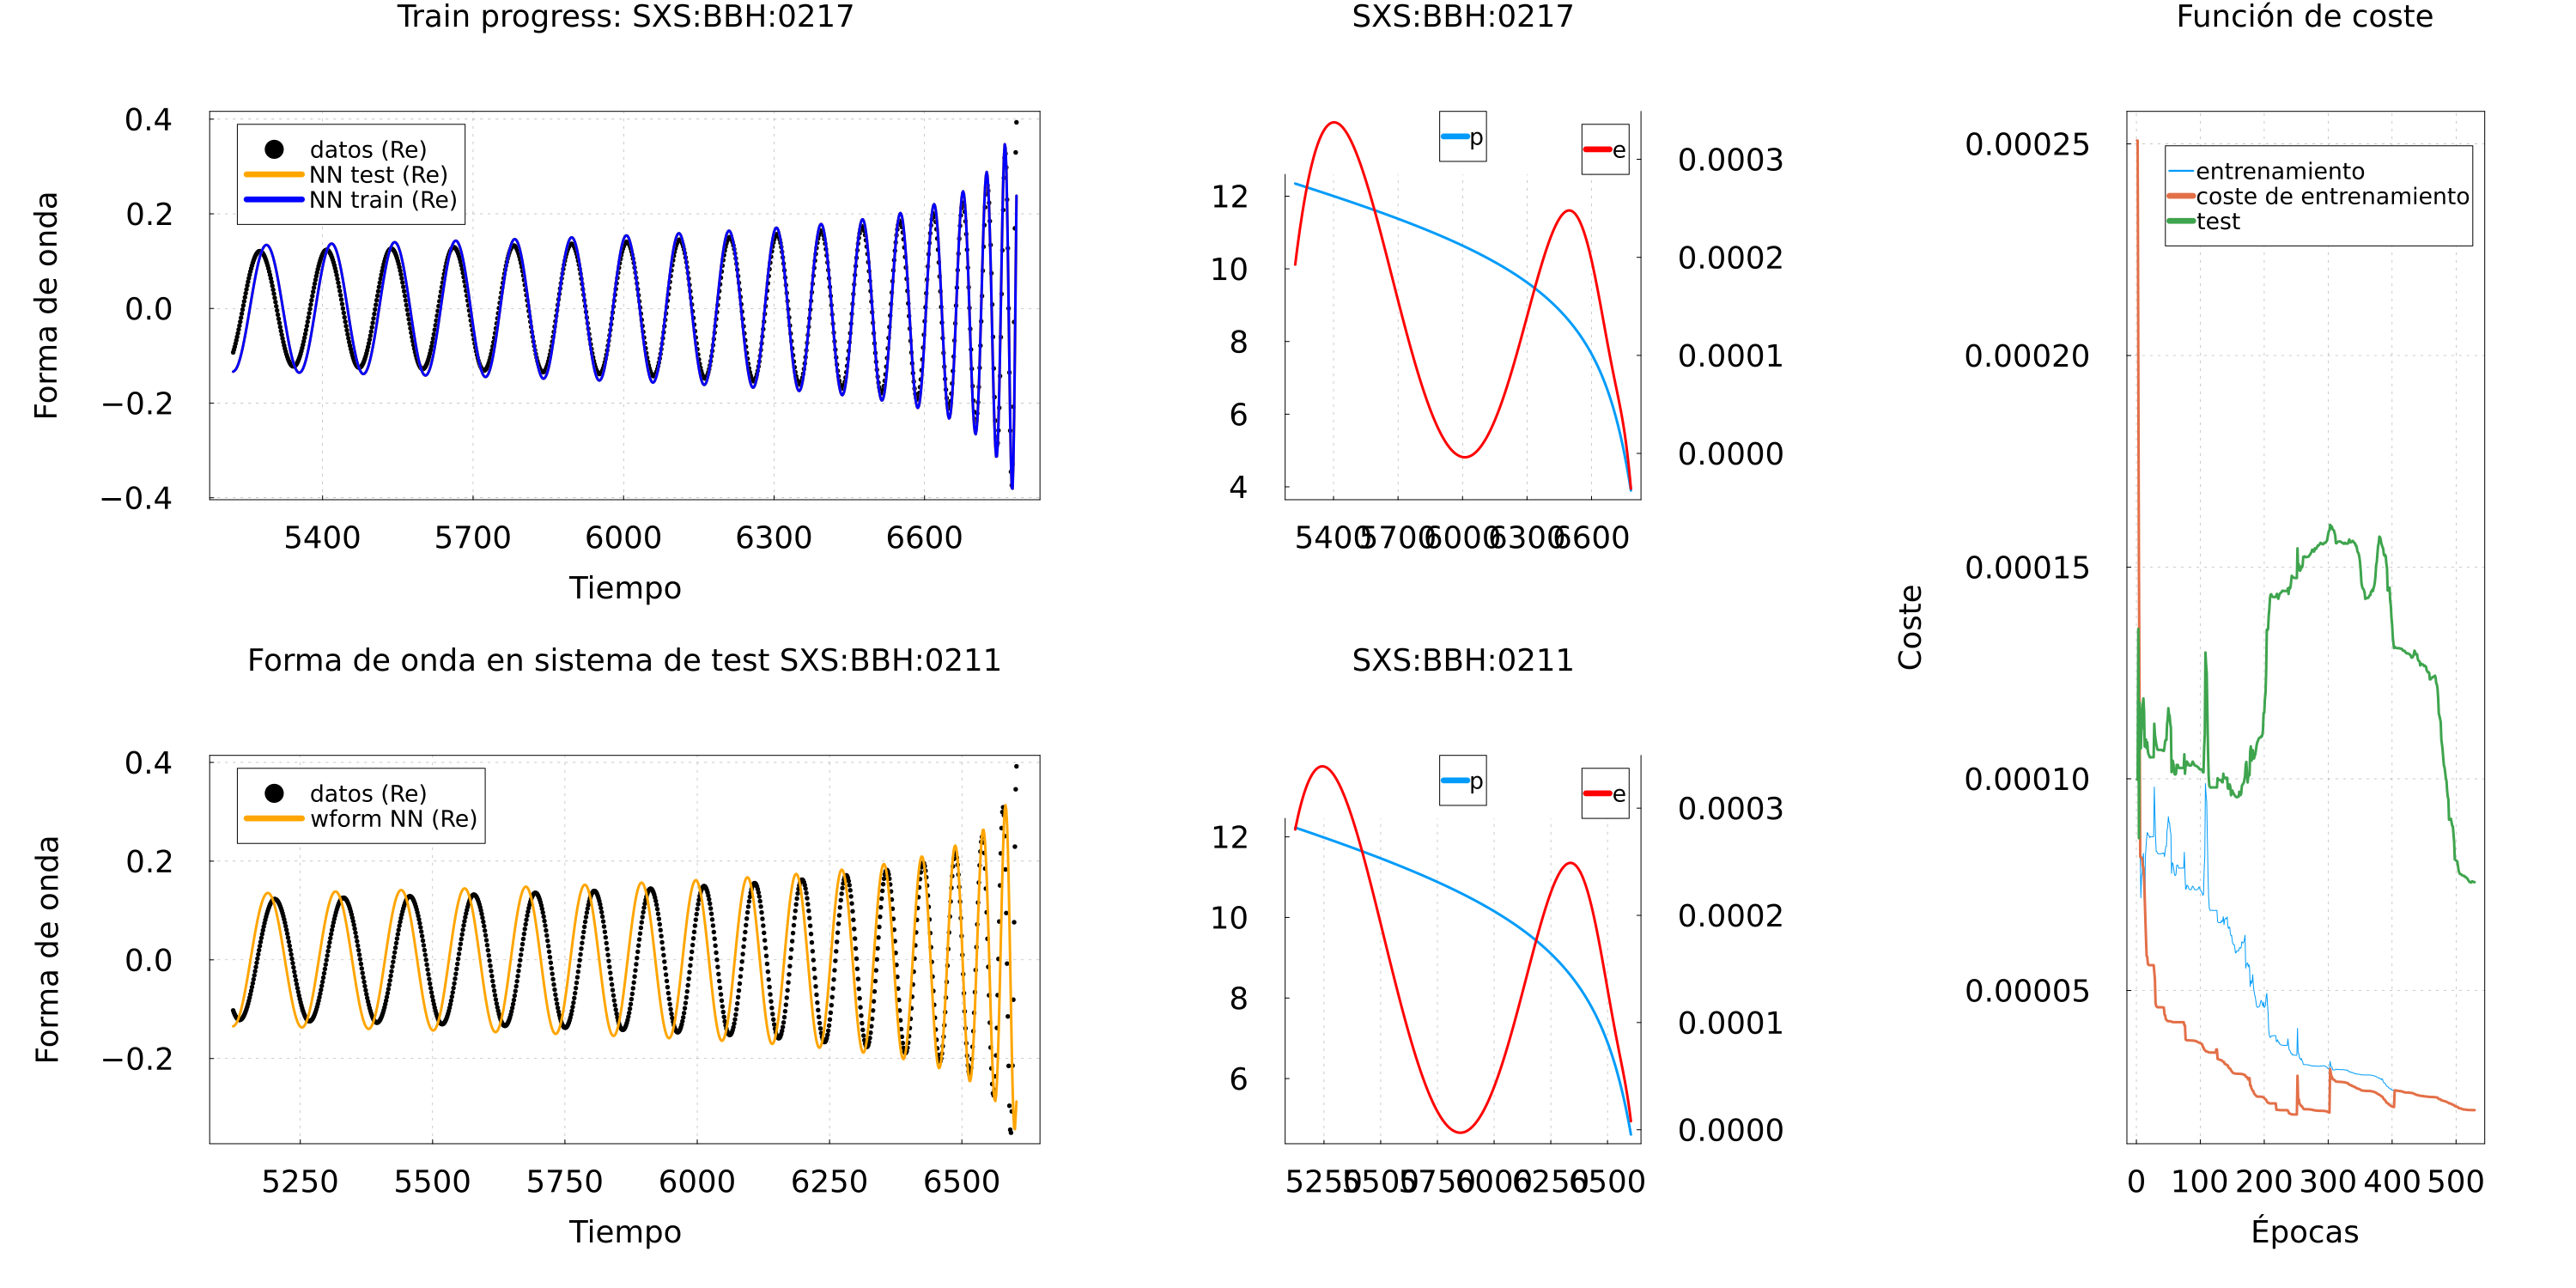 Train progress: SXS:BBH:0217
0.4
0.2
0.0
−0.2
−0.4
Forma de onda
datos (Re)
NN test (Re)
NN train (Re)
5400 5700 6000 6300 6600
Tiempo
SXS:BBH:0217
p
e
12
10
8
6
4
0.0003
0.0002
0.0001
0.0000
5400 5700 6000 6300 6600
Forma de onda en sistema de test SXS:BBH:0211
0.4
0.2
0.0
−0.2
Forma de onda
datos (Re)
wform NN (Re)
5250 5500 5750 6000 6250 6500
Tiempo
SXS:BBH:0211
p
e
12
10
8
6
0.0003
0.0002
0.0001
0.0000
5250 5500 5750 6000 6250 6500
Función de coste
0.00025
0.00020
0.00015
0.00010
0.00005
Coste
entrenamiento
coste de entrenamiento
test
0 100 200 300 400 500
Épocas